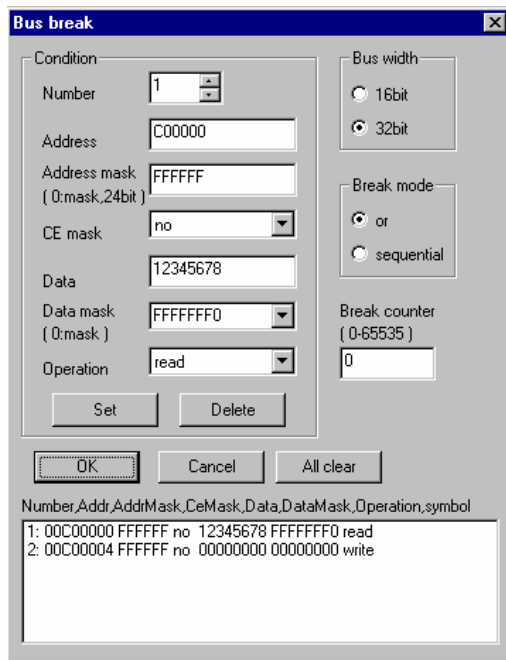 Bus break
Condition
Number
1
Address
C00000
Address mask
( 0:mask,24bit )
FFFFFF
CE mask
no
Data
12345678
Data mask
( 0:mask )
FFFFFFF0
Operation
read
Set
Delete
Bus width
16bit
32bit
Break mode
or
sequential
Break counter
( 0-65535 )
0
OK
Cancel
All clear
Number,Addr,AddrMask,CeMask,Data,DataMask,Operation,symbol
1: 00C00000 FFFFFF no 12345678 FFFFFFF0 read
2: 00C00004 FFFFFF no 00000000 00000000 write